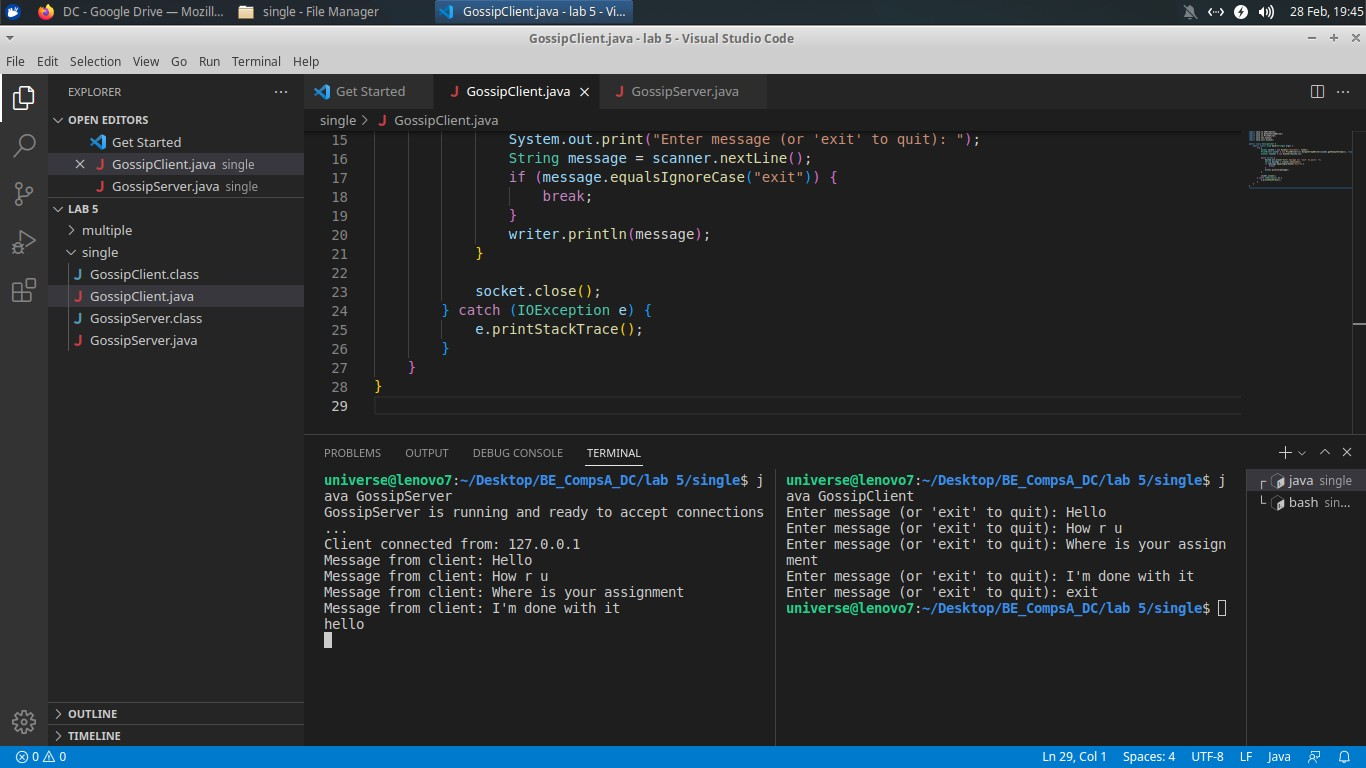 DC - Google Drive — Mozill...
single - File Manager
GossipClient.java - lab 5 - Vi...
28 Feb, 19:45
GossipClient.java - lab 5 - Visual Studio Code
File Edit Selection View Go Run Terminal Help
EXPLORER
OPEN EDITORS
Get Started
GossipClient.java single
GossipServer.java single
LAB 5
multiple
single
GossipClient.class
GossipClient.java
GossipServer.class
GossipServer.java
OUTLINE
TIMELINE
Get Started
GossipClient.java
GossipServer.java
single > GossipClient.java
15 System.out.print("Enter message (or 'exit' to quit): ");
16 String message = scanner.nextLine();
17 if (message.equalsIgnoreCase("exit")) {
18 break;
19 }
20 writer.println(message);
21 }
22
23 socket.close();
24 } catch (IOException e) {
25 e.printStackTrace();
26 }
27 }
28 }
29
PROBLEMS OUTPUT DEBUG CONSOLE TERMINAL
universe@lenovo7:~/Desktop/BE_CompsA_DC/lab 5/single$ j
ava GossipServer
GossipServer is running and ready to accept connections
...
Client connected from: 127.0.0.1
Message from client: Hello
Message from client: How r u
Message from client: Where is your assignment
Message from client: I'm done with it
hello
universe@lenovo7:~/Desktop/BE_CompsA_DC/lab 5/single$ j
ava GossipClient
Enter message (or 'exit' to quit): Hello
Enter message (or 'exit' to quit): How r u
Enter message (or 'exit' to quit): Where is your assign
ment
Enter message (or 'exit' to quit): I'm done with it
Enter message (or 'exit' to quit): exit
universe@lenovo7:~/Desktop/BE_CompsA_DC/lab 5/single$
java single
bash sin...
0 0
Ln 29, Col 1 Spaces: 4 UTF-8 LF Java